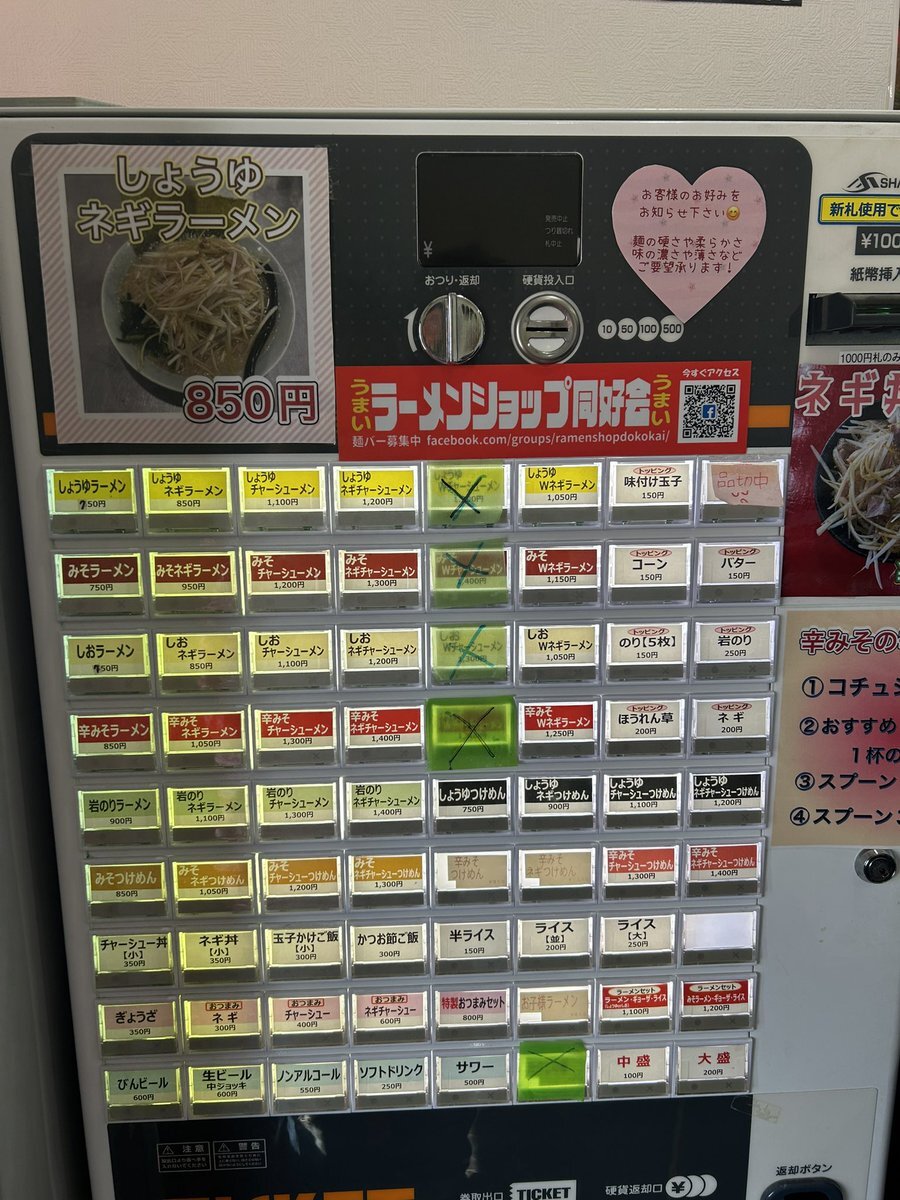 しょうゆ
ネギラーメン
850円
¥
発売中止
つり銭切れ
札中止
おつり・返却
硬貨投入口
10 50 100 500
お客様のお好みを
お知らせ下さい😊
麺の硬さや柔らかさ
味の濃さや薄さなど
ご要望承ります!
SHA
新札使用で
¥100
紙幣挿入
1000円札のみ
うまい
ラーメンショップ同好会
うまい
麺バー募集中 facebook.com/groups/ramenshopdokokai/
今すぐアクセス
ネギ丼
しょうゆラーメン
750円
しょうゆ
ネギラーメン
850円
しょうゆ
チャーシューメン
1,100円
しょうゆ
ネギチャーシューメン
1,200円
しょうゆ
Wネギラーメン
1,050円
トッピング
味付け玉子
150円
品切中
みそラーメン
750円
みそネギラーメン
950円
みそ
チャーシューメン
1,200円
みそ
ネギチャーシューメン
1,300円
Wチャーシューメン
みそ
Wネギラーメン
1,150円
トッピング
コーン
150円
トッピング
バター
150円
しおラーメン
750円
しお
ネギラーメン
850円
しお
チャーシューメン
1,100円
しお
ネギチャーシューメン
1,200円
しお
Wチャーシューメン
しお
Wネギラーメン
1,050円
トッピング
のり【5枚】
150円
トッピング
岩のり
250円
辛みそラーメン
850円
辛みそ
ネギラーメン
1,050円
辛みそ
チャーシューメン
1,300円
辛みそ
ネギチャーシューメン
1,400円
辛みそ
Wネギラーメン
1,250円
トッピング
ほうれん草
200円
トッピング
ネギ
200円
岩のりラーメン
900円
岩のり
ネギラーメン
1,100円
岩のり
チャーシューメン
1,300円
岩のり
ネギチャーシューメン
1,400円
しょうゆつけめん
750円
しょうゆ
ネギつけめん
900円
しょうゆ
チャーシューつけめん
1,100円
しょうゆ
ネギチャーシューつけめん
1,200円
みそつけめん
850円
みそ
ネギつけめん
1,050円
みそ
チャーシューつけめん
1,200円
みそ
ネギチャーシューつけめん
1,300円
辛みそ
つけめん
辛みそ
ネギつけめん
辛みそ
チャーシューつけめん
1,300円
辛みそ
ネギチャーシューつけめん
1,400円
チャーシュー丼
【小】
350円
ネギ丼
【小】
350円
玉子かけご飯
【小】
300円
かつお節ご飯
300円
半ライス
150円
ライス
【並】
200円
ライス
【大】
250円
ぎょうざ
350円
おつまみ
ネギ
300円
おつまみ
チャーシュー
400円
おつまみ
ネギチャーシュー
600円
特製おつまみセット
800円
お子様ラーメン
ラーメンセット
ラーメン・ギョーザ・ライス
1,100円
ラーメンセット
みそラーメン・ギョーザ・ライス
1,200円
びんビール
600円
生ビール
中ジョッキ
600円
ノンアルコール
550円
ソフトドリンク
250円
サワー
500円
中盛
100円
大盛
200円
辛みその
①コチュジ
②おすすめ
1杯の
③スプーン
④スプーン
注意
警告
TICKET
券取出口
TICKET
硬貨返却口
¥
返却ボタン